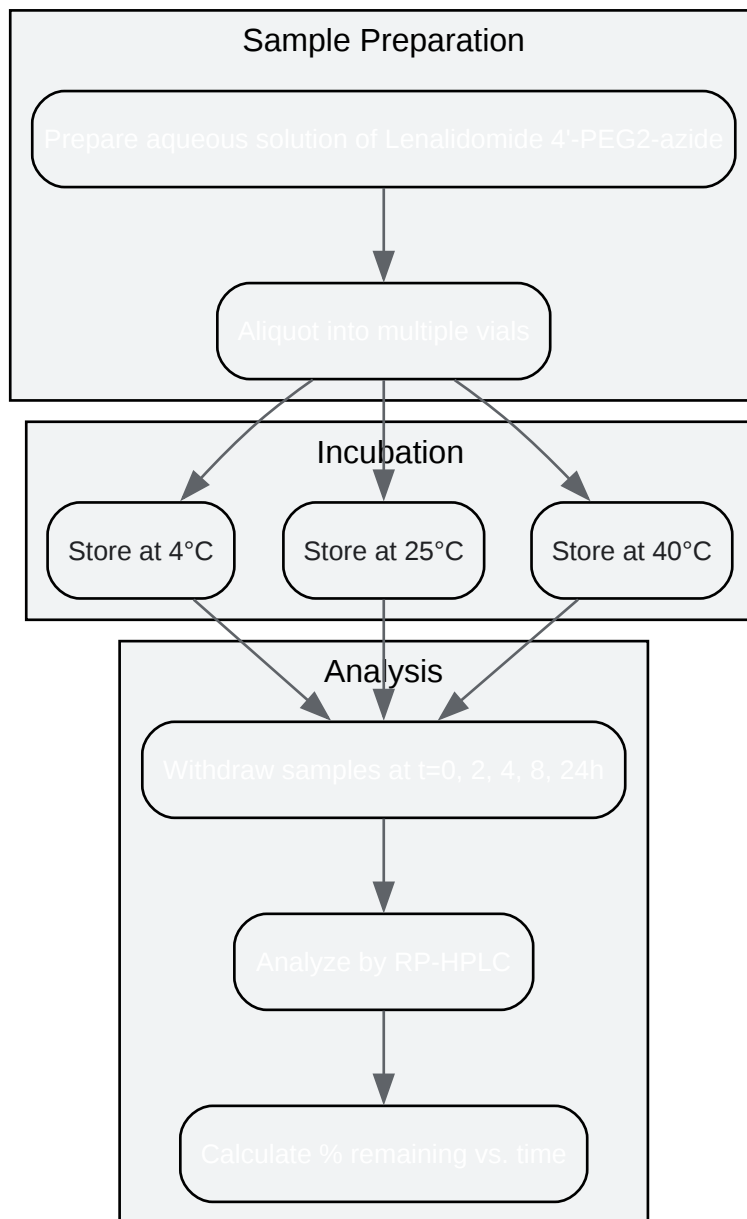 Sample Preparation
Prepare aqueous solution of Lenalidomide 4'-PEG2-azide
Aliquot into multiple vials
Incubation
Store at 4°C
Store at 25°C
Store at 40°C
Analysis
Withdraw samples at t=0, 2, 4, 8, 24h
Analyze by RP-HPLC
Calculate % remaining vs. time